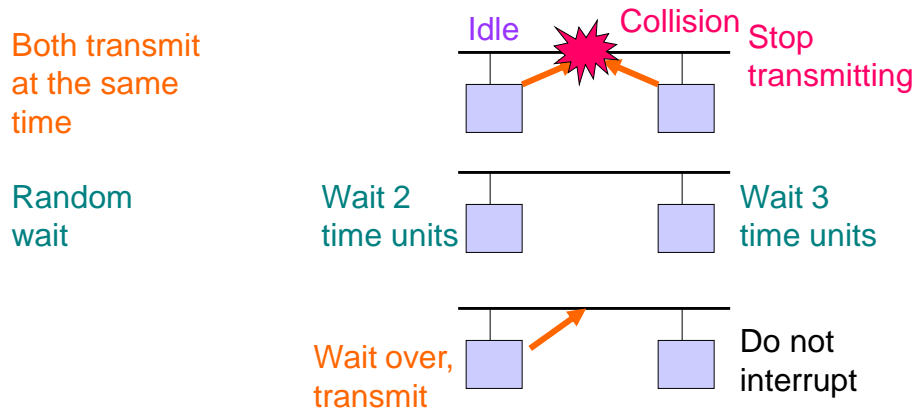 Both transmit
at the same
time
Idle
Collision
Stop
transmitting
Random
wait
Wait 2
time units
Wait 3
time units
Wait over,
transmit
Do not
interrupt